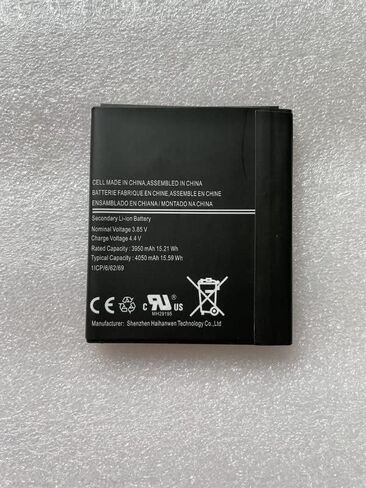 CELL MADE IN CHINA,ASSEMBLED IN CHINA
BATTERIE FABRIQUE EN CHINE, ASSEMBLE EN CHINE
ENSAMBLADO EN CHIANA / MONTADO NA CHINA
Secondary Li-ion Battery
Nominal Voltage 3.85 V
Charge Voltage 4.4 V
Rated Capacity: 3950 mAh 15.21 Wh
Typical Capacity: 4050 mAh 15.59 Wh
1ICP/6/62/69
CE
C RU US
MH29195
Manufacturer: Shenzhen Haihanwen Technology Co.,Ltd